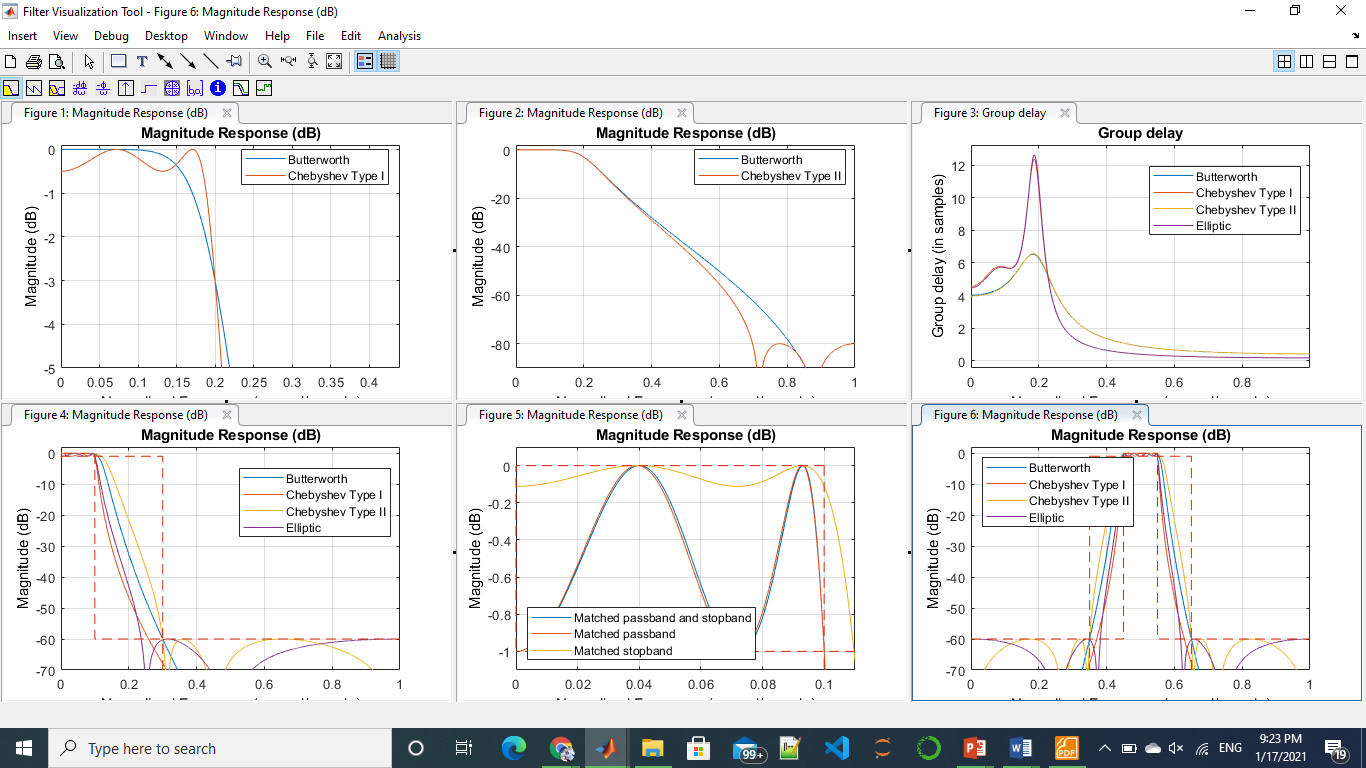 Filter Visualization Tool - Figure 6: Magnitude Response (dB)
Insert View Debug Desktop Window Help File Edit Analysis
Figure 1: Magnitude Response (dB)
Magnitude Response (dB)
Butterworth
Chebyshev Type I
Magnitude (dB)
0
-1
-2
-3
-4
-5
0 0.05 0.1 0.15 0.2 0.25 0.3 0.35 0.4
Figure 2: Magnitude Response (dB)
Magnitude Response (dB)
Butterworth
Chebyshev Type II
Magnitude (dB)
0
-20
-40
-60
-80
0 0.2 0.4 0.6 0.8 1
Figure 3: Group delay
Group delay
Butterworth
Chebyshev Type I
Chebyshev Type II
Elliptic
Group delay (in samples)
12
10
8
6
4
2
0
0 0.2 0.4 0.6 0.8
Figure 4: Magnitude Response (dB)
Magnitude Response (dB)
Butterworth
Chebyshev Type I
Chebyshev Type II
Elliptic
Magnitude (dB)
0
-10
-20
-30
-40
-50
-60
-70
0 0.2 0.4 0.6 0.8 1
Figure 5: Magnitude Response (dB)
Magnitude Response (dB)
Magnitude (dB)
0
-0.2
-0.4
-0.6
-0.8
-1
Matched passband and stopband
Matched passband
Matched stopband
0 0.02 0.04 0.06 0.08 0.1
Figure 6: Magnitude Response (dB)
Magnitude Response (dB)
Butterworth
Chebyshev Type I
Chebyshev Type II
Elliptic
Magnitude (dB)
0
-10
-20
-30
-40
-50
-60
-70
0 0.2 0.4 0.6 0.8 1
Type here to search
99+
PDF
ENG
9:23 PM
1/17/2021
19